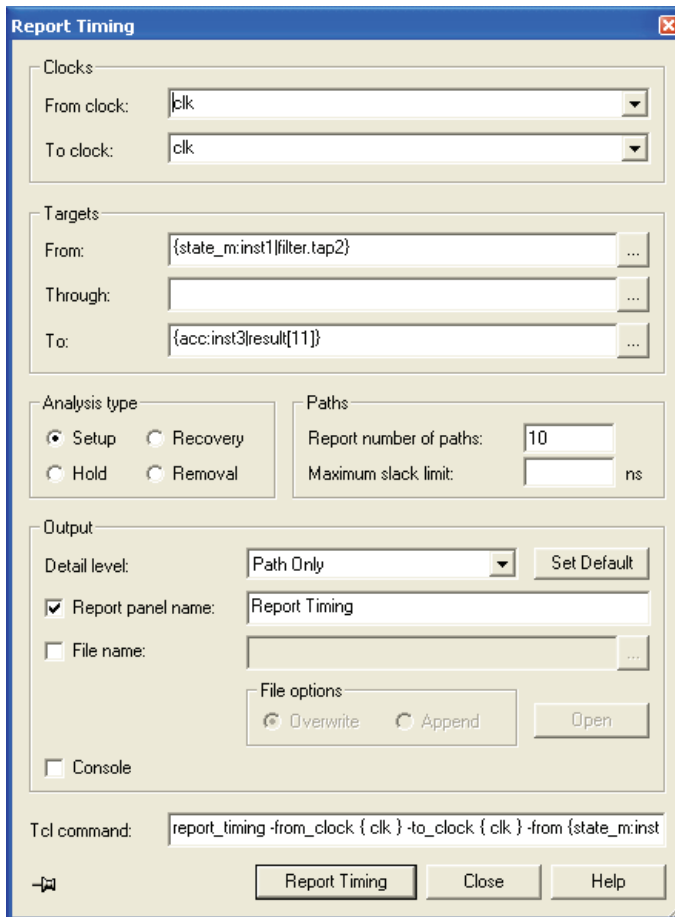 Report Timing
Clocks
From clock: clk
To clock: clk
Targets
From: {state_m:inst1|filter.tap2} ...
Through: ...
To: {acc:inst3|result[11]} ...
Analysis type
Setup Recovery
Hold Removal
Paths
Report number of paths: 10
Maximum slack limit: ns
Output
Detail level: Path Only Set Default
Report panel name: Report Timing
File name: ...
File options
Overwrite Append Open
Console
Tcl command: report_timing -from_clock { clk } -to_clock { clk } -from {state_m:inst
Report Timing Close Help